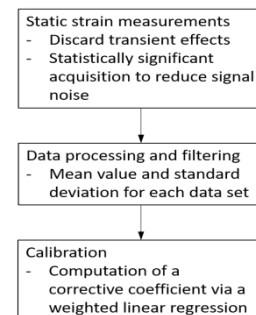 Static strain measurements
- Discard transient effects
- Statistically significant
acquisition to reduce signal
noise
Data processing and filtering
- Mean value and standard
deviation for each data set
Calibration
- Computation of a
corrective coefficient via a
weighted linear regression